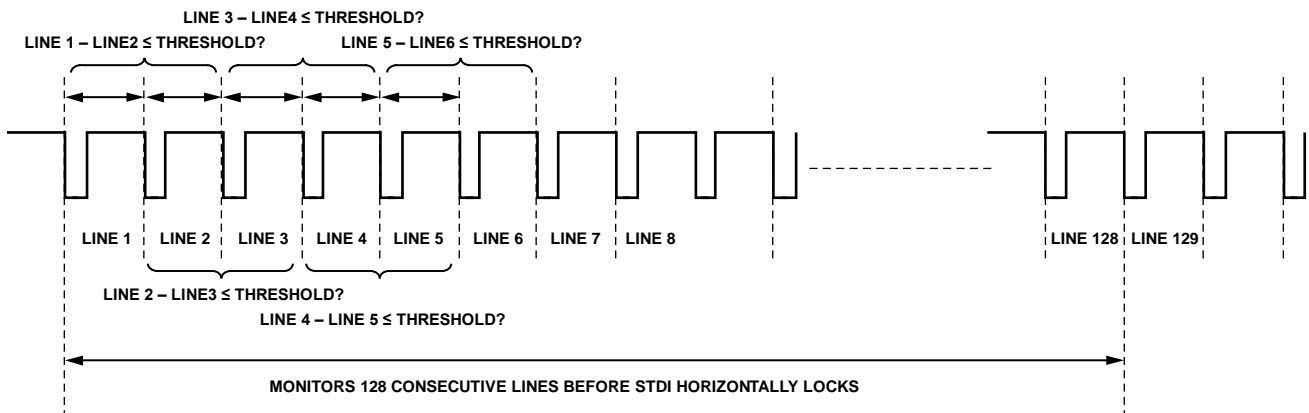 LINE 3 – LINE4 ≤ THRESHOLD?
LINE 1 – LINE2 ≤ THRESHOLD?
LINE 5 – LINE6 ≤ THRESHOLD?
LINE 1
LINE 2
LINE 3
LINE 4
LINE 5
LINE 6
LINE 7
LINE 8
LINE 128
LINE 129
LINE 2 – LINE3 ≤ THRESHOLD?
LINE 4 – LINE 5 ≤ THRESHOLD?
MONITORS 128 CONSECUTIVE LINES BEFORE STDI HORIZONTALLY LOCKS